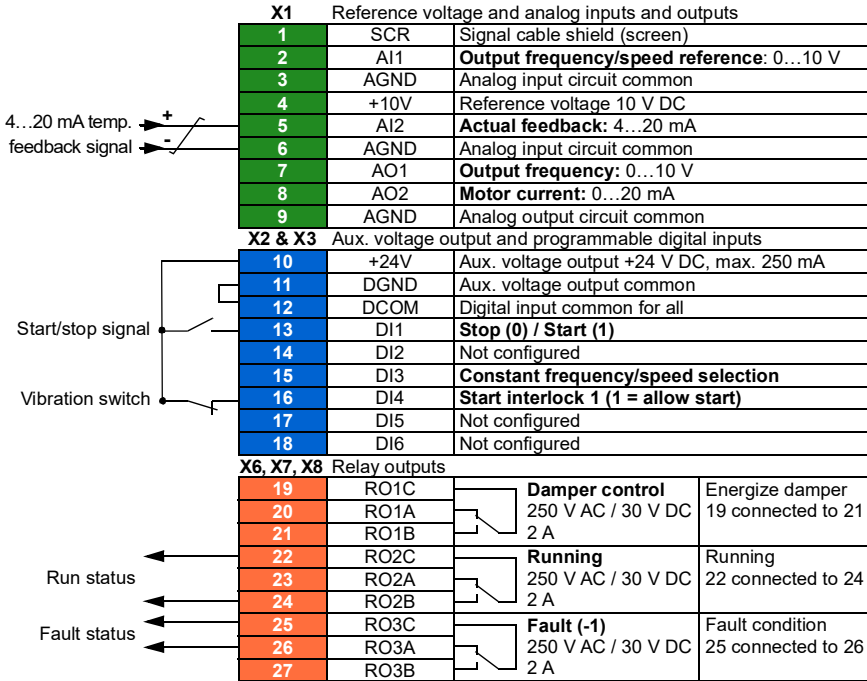 X1 Reference voltage and analog inputs and outputs
1 SCR Signal cable shield (screen)
2 AI1 Output frequency/speed reference: 0…10 V
3 AGND Analog input circuit common
4 +10V Reference voltage 10 V DC
4…20 mA temp. + 5 AI2 Actual feedback: 4…20 mA
feedback signal - 6 AGND Analog input circuit common
7 AO1 Output frequency: 0…10 V
8 AO2 Motor current: 0…20 mA
9 AGND Analog output circuit common
X2 & X3 Aux. voltage output and programmable digital inputs
10 +24V Aux. voltage output +24 V DC, max. 250 mA
11 DGND Aux. voltage output common
12 DCOM Digital input common for all
Start/stop signal 13 DI1 Stop (0) / Start (1)
14 DI2 Not configured
15 DI3 Constant frequency/speed selection
Vibration switch 16 DI4 Start interlock 1 (1 = allow start)
17 DI5 Not configured
18 DI6 Not configured
X6, X7, X8 Relay outputs
19 RO1C Damper control Energize damper
20 RO1A 250 V AC / 30 V DC 19 connected to 21
21 RO1B 2 A
22 RO2C Running Running
Run status 23 RO2A 250 V AC / 30 V DC 22 connected to 24
24 RO2B 2 A
25 RO3C Fault (-1) Fault condition
Fault status 26 RO3A 250 V AC / 30 V DC 25 connected to 26
27 RO3B 2 A